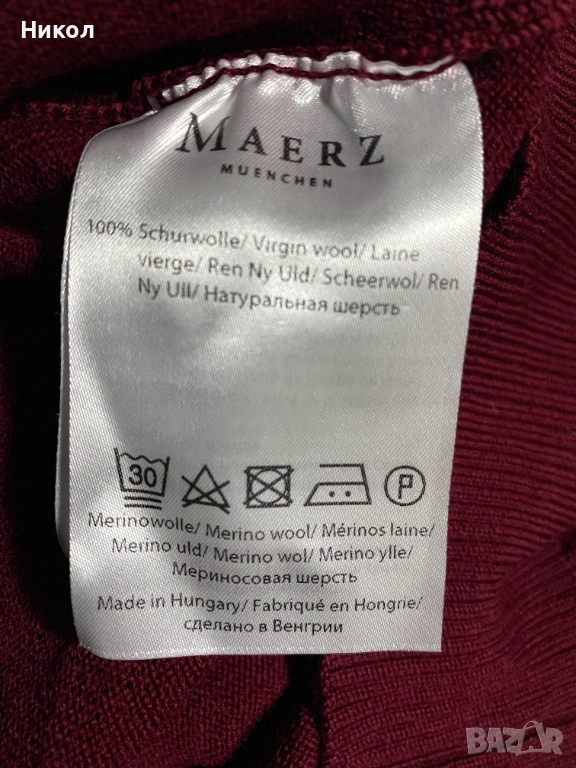 Никол
MAERZ
MUENCHEN
100% Schurwolle/ Virgin wool/ Laine
vierge/ Ren Ny Uld/ Scheerwol/ Ren
Ny Ull/ Натуральная шерсть
30
P
Merinowolle/ Merino wool/ Mérinos laine/
Merino uld/ Merino wol/ Merino ylle/
Мериносовая шерсть
Made in Hungary/ Fabriqué en Hongrie/
сделано в Венгрии
BAZAR